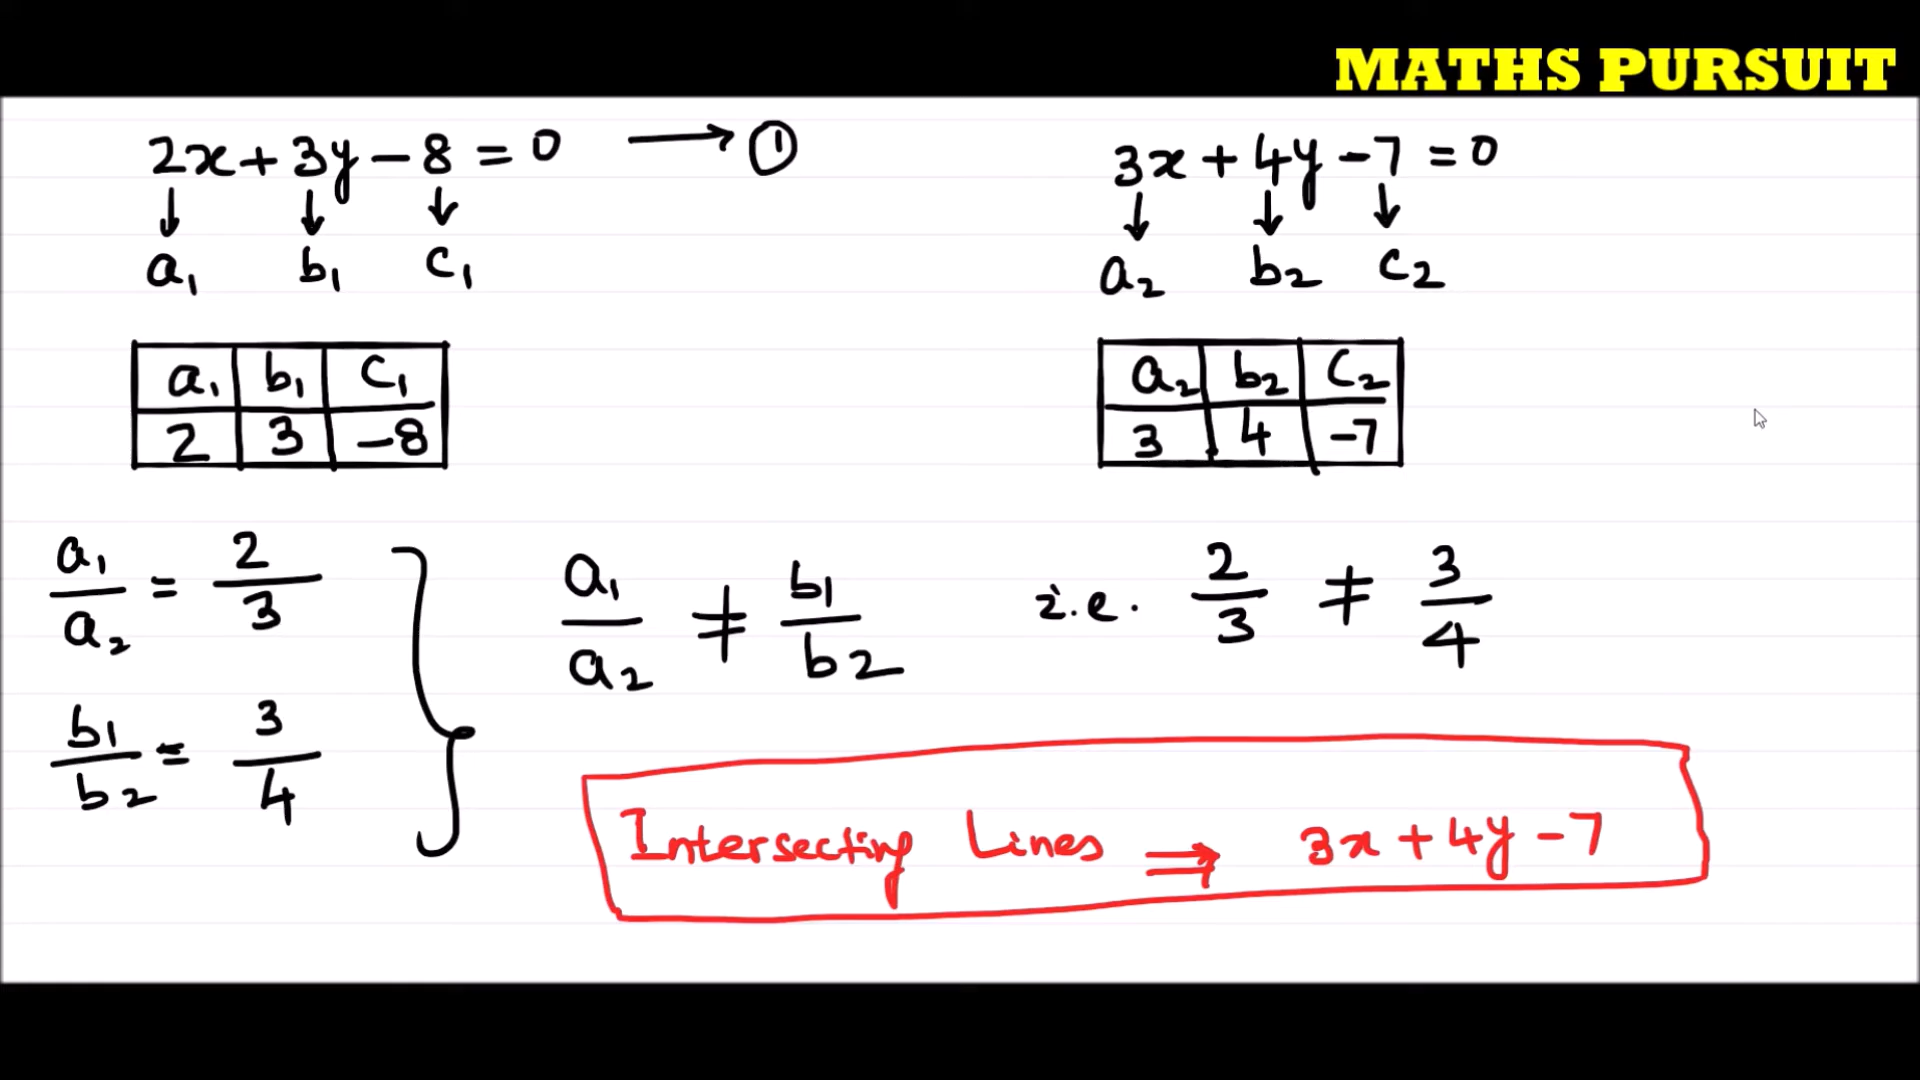 MATHS PURSUIT
2x + 3y - 8 = 0 → ①
↓ ↓ ↓
a₁ b₁ c₁
3x + 4y - 7 = 0
↓ ↓ ↓
a₂ b₂ c₂
a₁ b₁ c₁
2 3 -8
a₂ b₂ c₂
3 4 -7
a₁/a₂ = 2/3
b₁/b₂ = 3/4
a₁/a₂ ≠ b₁/b₂ i.e. 2/3 ≠ 3/4
Intersecting Lines ⇒ 3x + 4y - 7